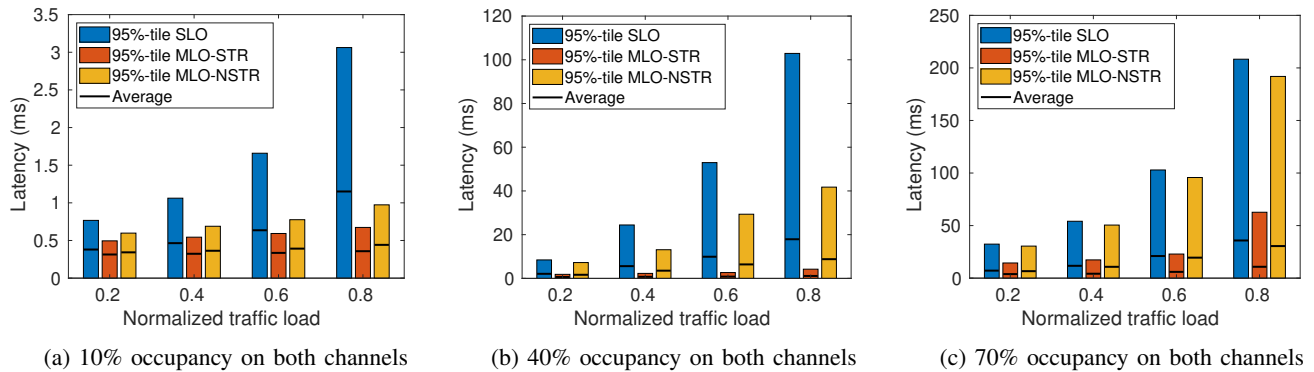 3.5
3
2.5
2
1.5
1
0.5
0
Latency (ms)
95%-tile SLO
95%-tile MLO-STR
95%-tile MLO-NSTR
Average
0.2 0.4 0.6 0.8
Normalized traffic load
(a) 10% occupancy on both channels
120
100
80
60
40
20
0
Latency (ms)
95%-tile SLO
95%-tile MLO-STR
95%-tile MLO-NSTR
Average
0.2 0.4 0.6 0.8
Normalized traffic load
(b) 40% occupancy on both channels
250
200
150
100
50
0
Latency (ms)
95%-tile SLO
95%-tile MLO-STR
95%-tile MLO-NSTR
Average
0.2 0.4 0.6 0.8
Normalized traffic load
(c) 70% occupancy on both channels